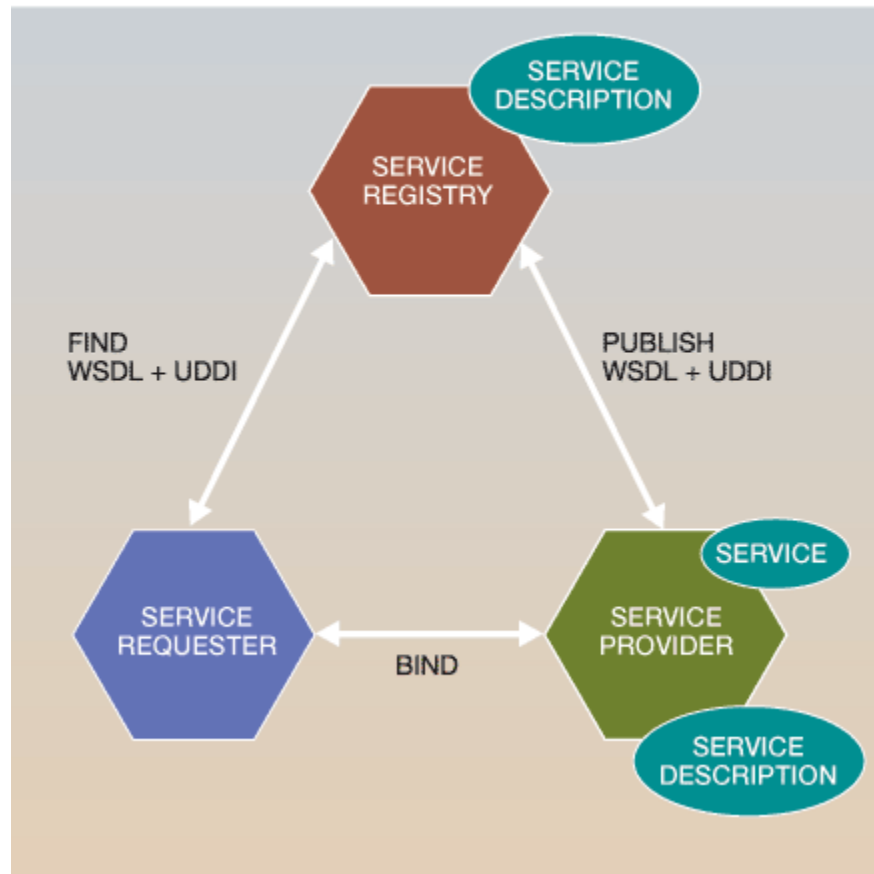 SERVICE
DESCRIPTION
SERVICE
REGISTRY
FIND
WSDL + UDDI
PUBLISH
WSDL + UDDI
SERVICE
SERVICE
REQUESTER
BIND
SERVICE
PROVIDER
SERVICE
DESCRIPTION